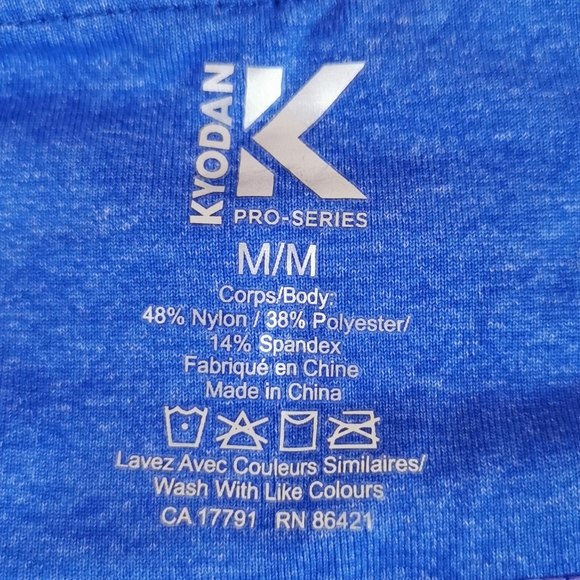 KYODAN
K
PRO-SERIES
M/M
Corps/Body:
48% Nylon / 38% Polyester/
14% Spandex
Fabriqué en Chine
Made in China
Lavez Avec Couleurs Similaires/
Wash With Like Colours
CA 17791 RN 86421